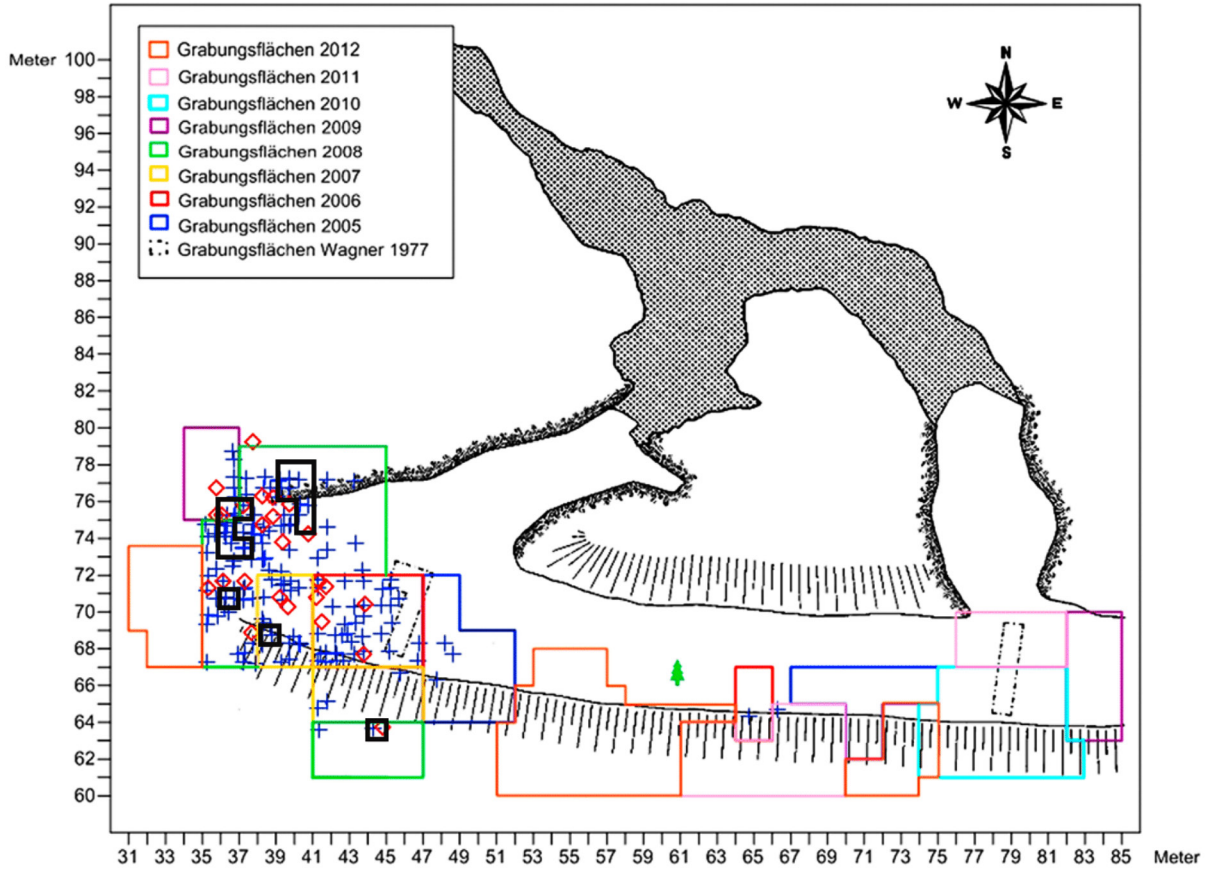 Grabungsflächen 2012
Grabungsflächen 2011
Grabungsflächen 2010
Grabungsflächen 2009
Grabungsflächen 2008
Grabungsflächen 2007
Grabungsflächen 2006
Grabungsflächen 2005
Grabungsflächen Wagner 1977
N
W E
S
Meter 100
98
96
94
92
90
88
86
84
82
80
78
76
74
72
70
68
66
64
62
60
31 33 35 37 39 41 43 45 47 49 51 53 55 57 59 61 63 65 67 69 71 73 75 77 79 81 83 85 Meter